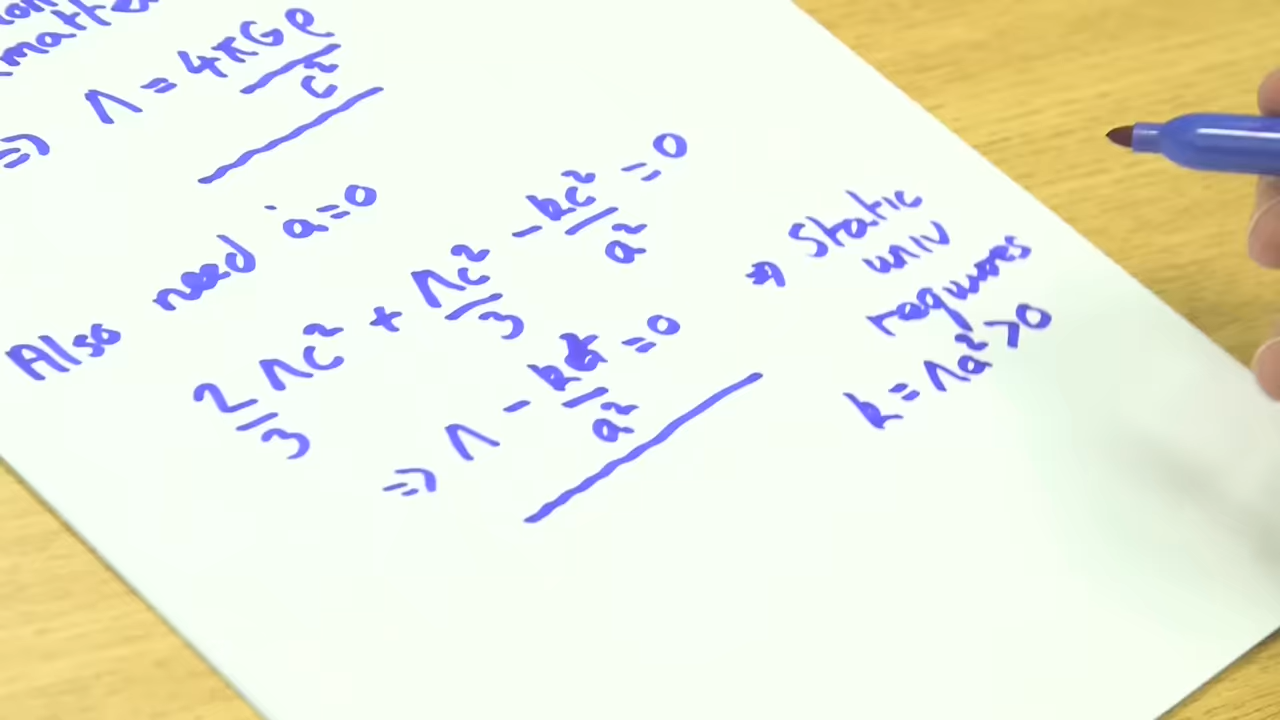 matter
⇒ Λ = 4πGρ/c²
Also need ȧ=0
2/3 Λc² + Λc²/3 - kc²/a² = 0
⇒ Λ - k/a² = 0
⇒ Static
univ
requires
k = Λa² > 0